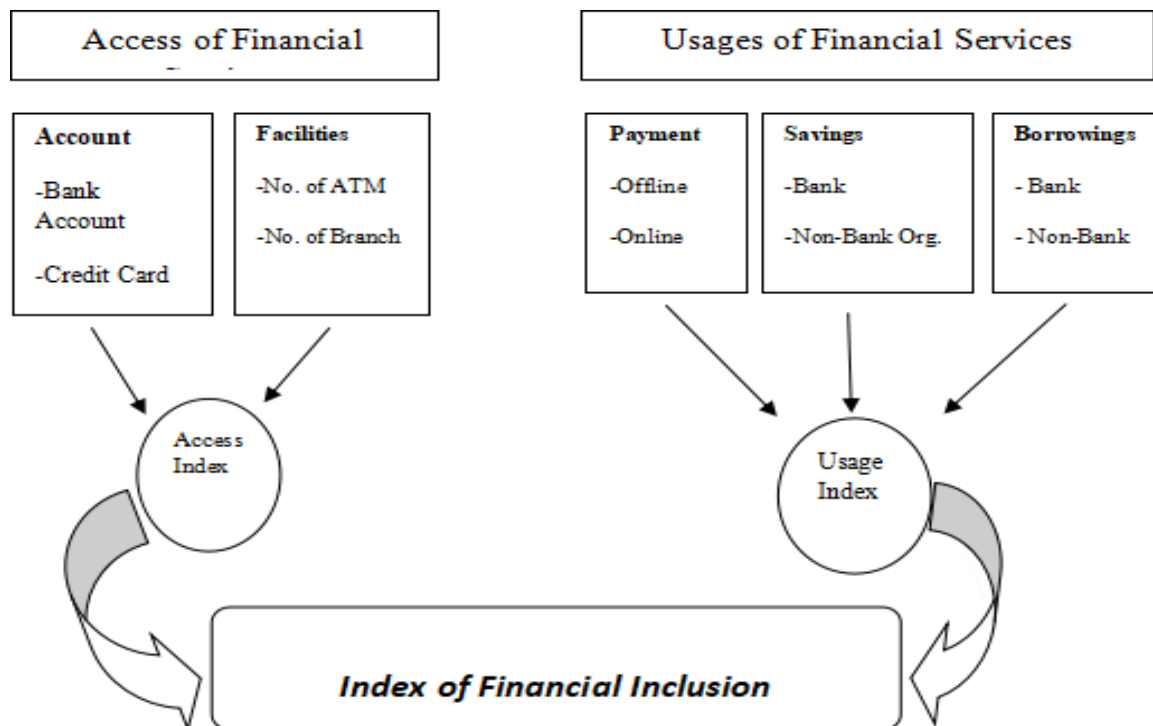 Access of Financial
Usages of Financial Services
Account
-Bank
Account
-Credit Card
Facilities
-No. of ATM
-No. of Branch
Payment
-Offline
-Online
Savings
-Bank
-Non-Bank Org.
Borrowings
- Bank
- Non-Bank
Access
Index
Usage
Index
Index of Financial Inclusion